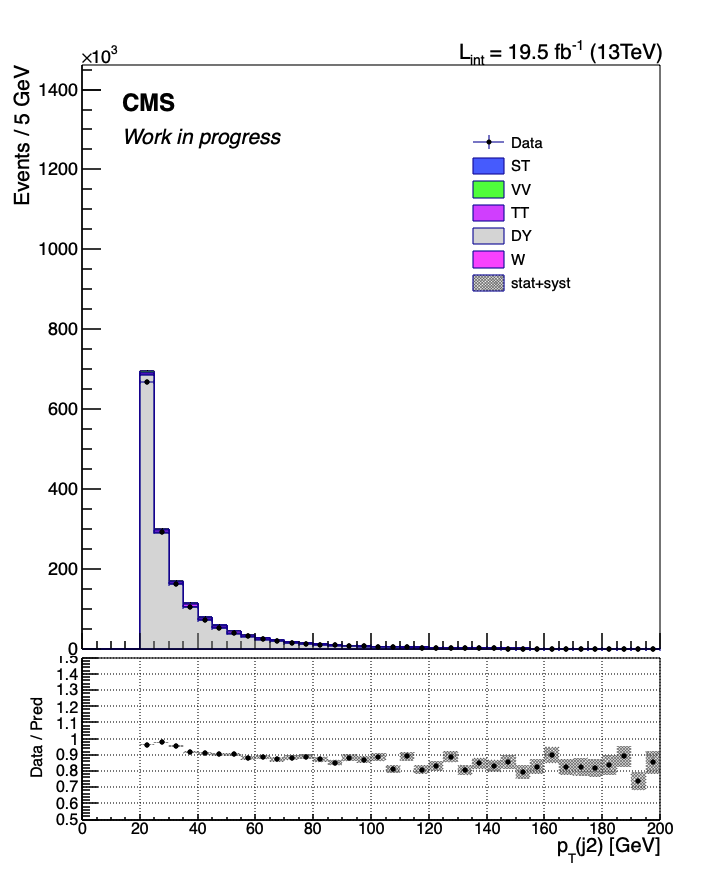 ×10³
L_int = 19.5 fb⁻¹ (13TeV)
Events / 5 GeV
1400
1200
1000
800
600
400
200
0
CMS
Work in progress
Data
ST
VV
TT
DY
W
stat+syst
Data / Pred
1.5
1.4
1.3
1.2
1.1
1
0.9
0.8
0.7
0.6
0.5
0 20 40 60 80 100 120 140 160 180 200
p_T(j2) [GeV]